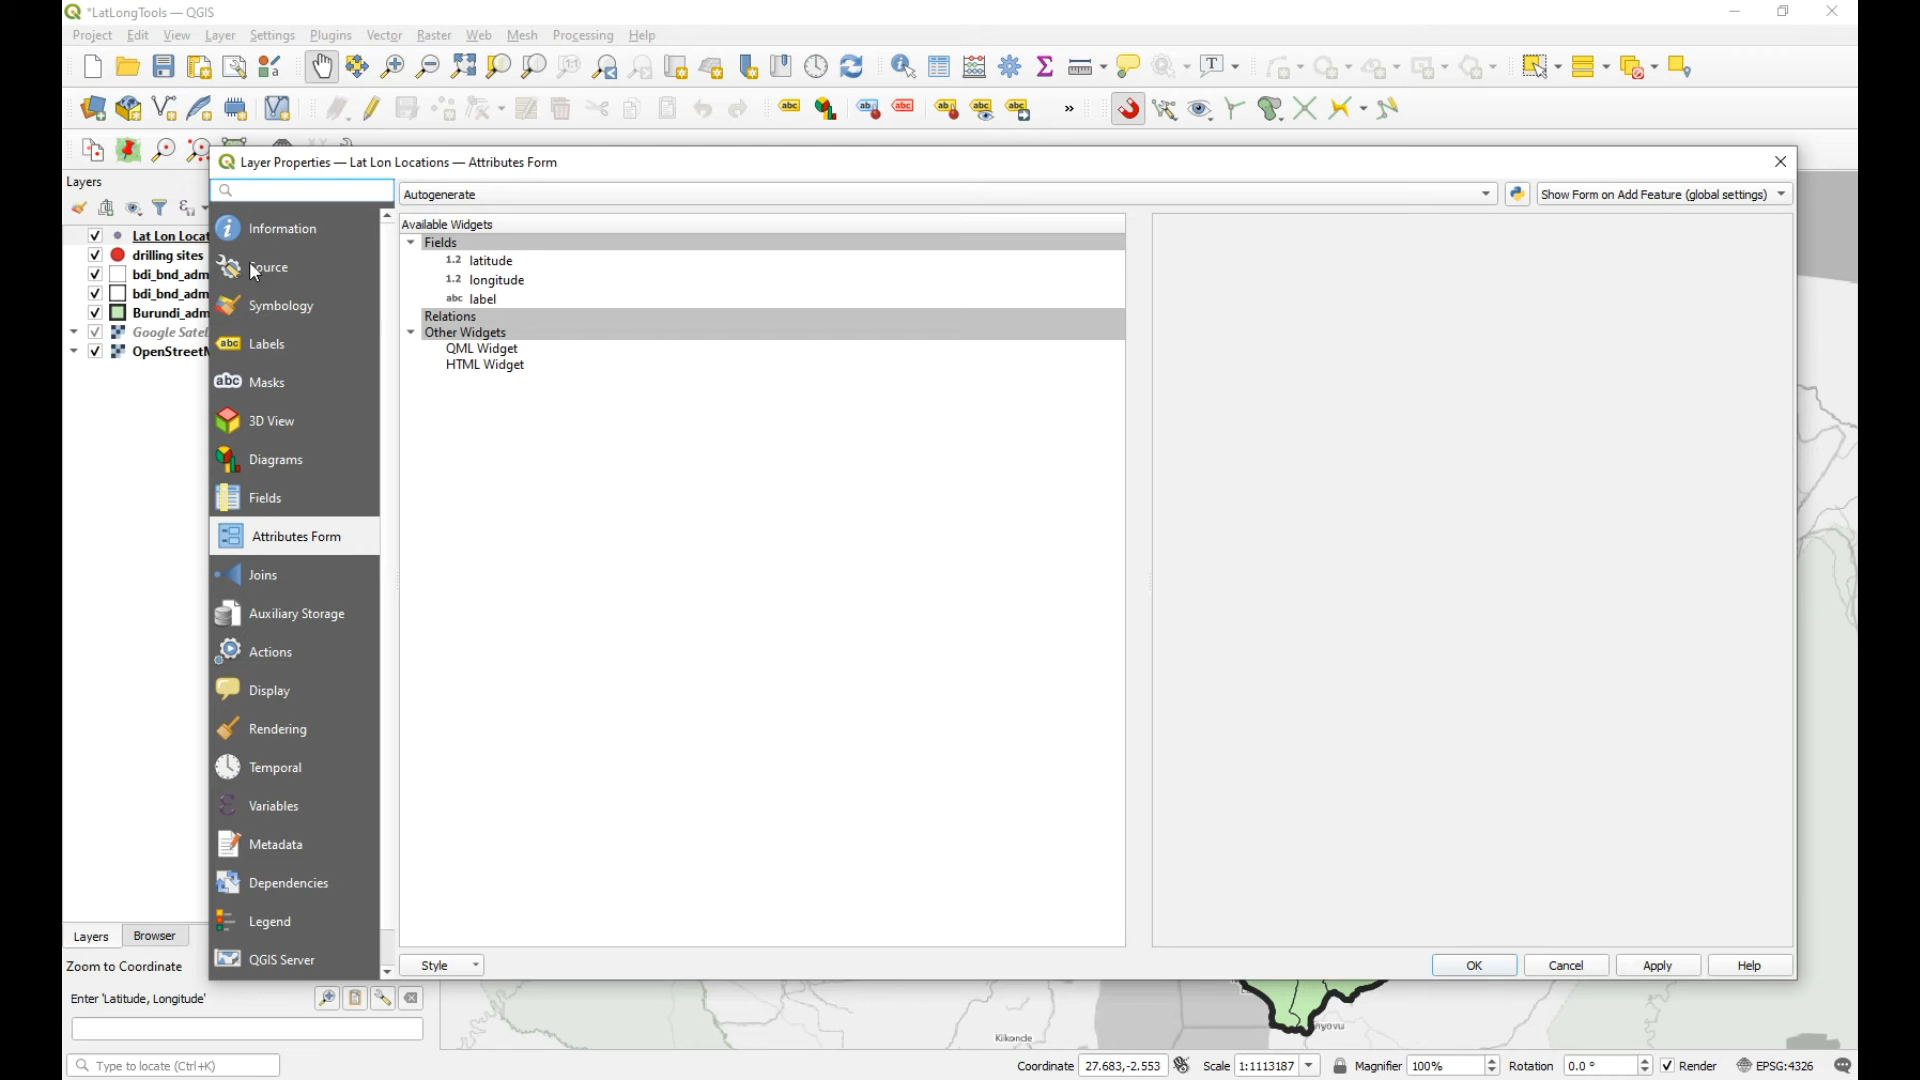 *LatLongTools — QGIS
Project Edit View Layer Settings Plugins Vector Raster Web Mesh Processing Help
Layer Properties — Lat Lon Locations — Attributes Form
Layers
Autogenerate
Show Form on Add Feature (global settings)
Lat Lon Locat
drilling sites
bdi_bnd_adm
bdi_bnd_adm
Burundi_adm
Google Satel
OpenStreetM
Information
Source
Symbology
Labels
Masks
3D View
Diagrams
Fields
Attributes Form
Joins
Auxiliary Storage
Actions
Display
Rendering
Temporal
Variables
Metadata
Dependencies
Legend
QGIS Server
Available Widgets
Fields
1.2 latitude
1.2 longitude
abc label
Relations
Other Widgets
QML Widget
HTML Widget
Style
OK Cancel Apply Help
Layers Browser
Zoom to Coordinate
Enter 'Latitude, Longitude'
Kikonde
nyovu
Type to locate (Ctrl+K)
Coordinate 27.683,-2.553 Scale 1:1113187 Magnifier 100% Rotation 0.0 ° Render EPSG:4326